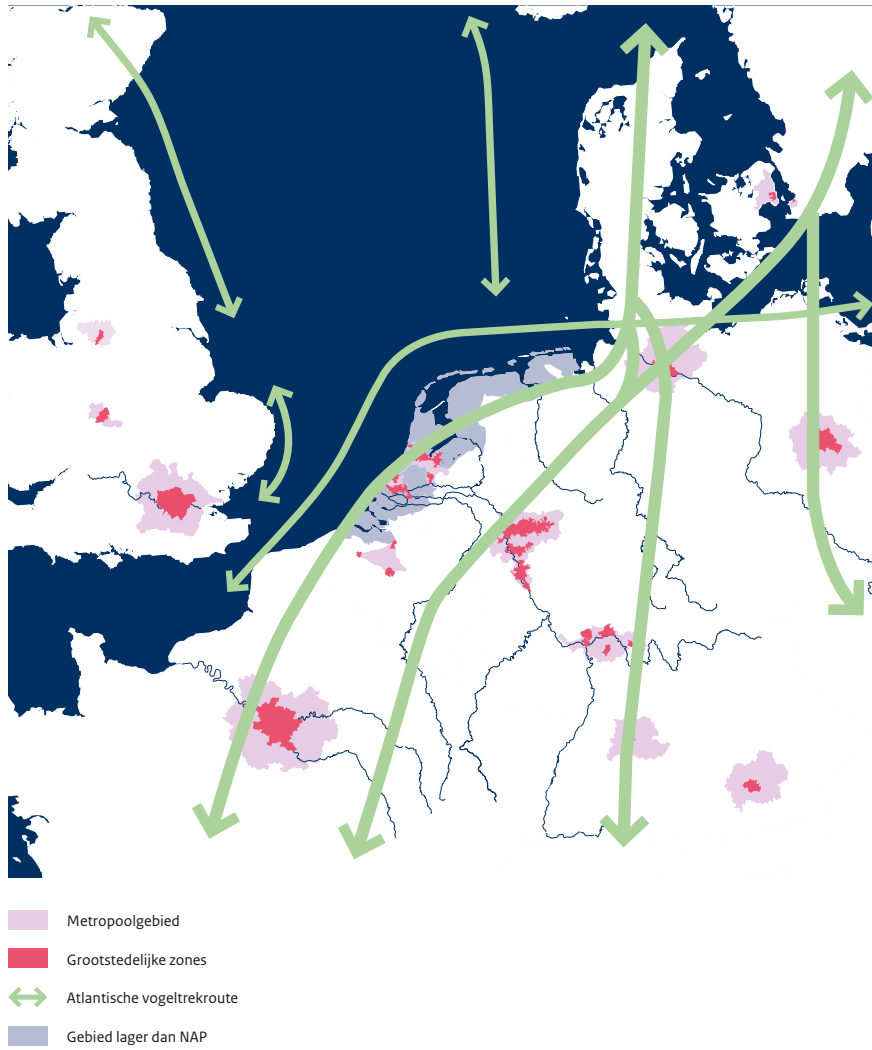 Metropoolgebied
Grootstedelijke zones
Atlantische vogeltrekroute
Gebied lager dan NAP